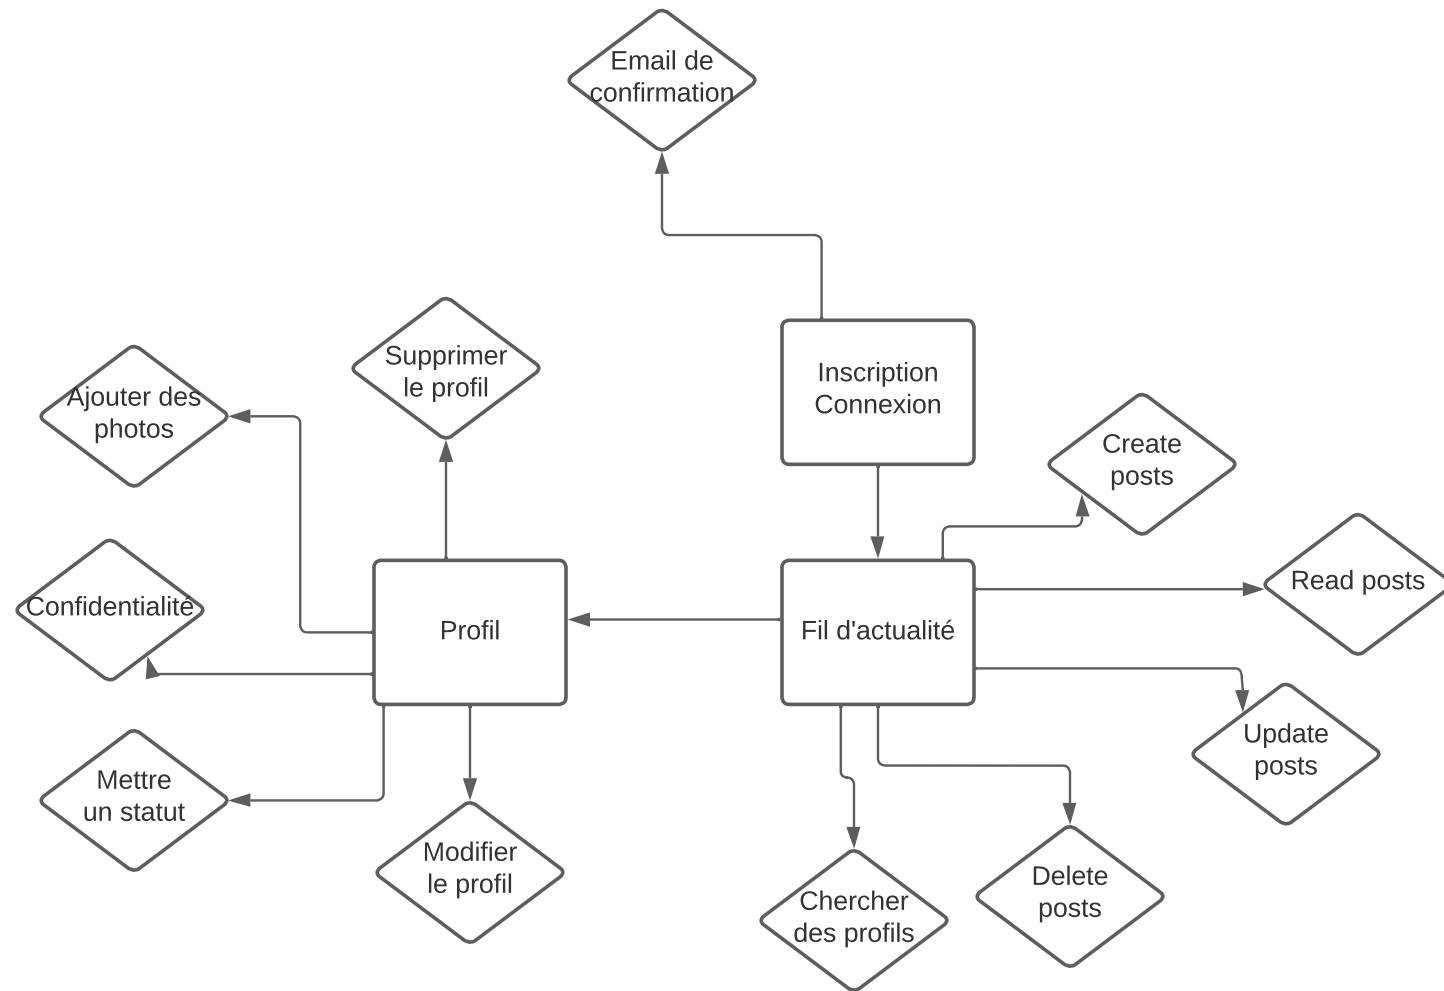 Email de
confirmation
Supprimer
le profil
Inscription
Connexion
Ajouter des
photos
Create
posts
Read posts
Confidentialité
Profil
Fil d'actualité
Update
posts
Mettre
un statut
Modifier
le profil
Chercher
des profils
Delete
posts